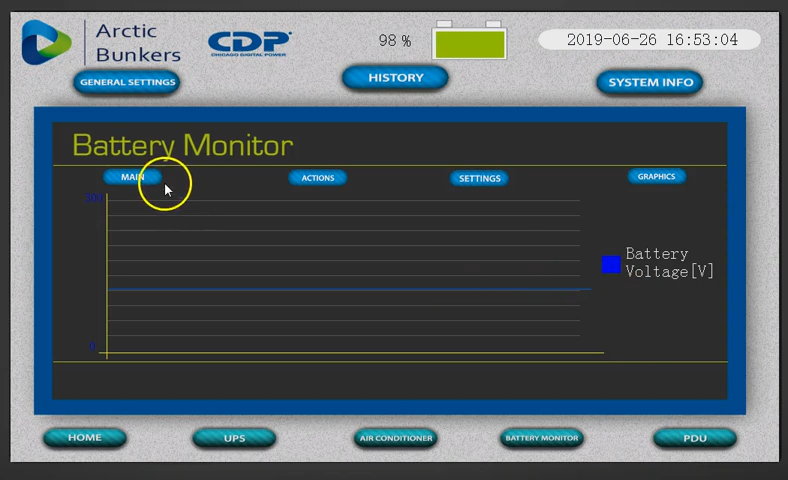 Arctic
Bunkers
CDP®
CHICAGO DIGITAL POWER
98 %
2019-06-26 16:53:04
GENERAL SETTINGS
HISTORY
SYSTEM INFO
Battery Monitor
MAIN
ACTIONS
SETTINGS
GRAPHICS
Battery
Voltage[V]
0
HOME
UPS
AIR CONDITIONER
BATTERY MONITOR
PDU